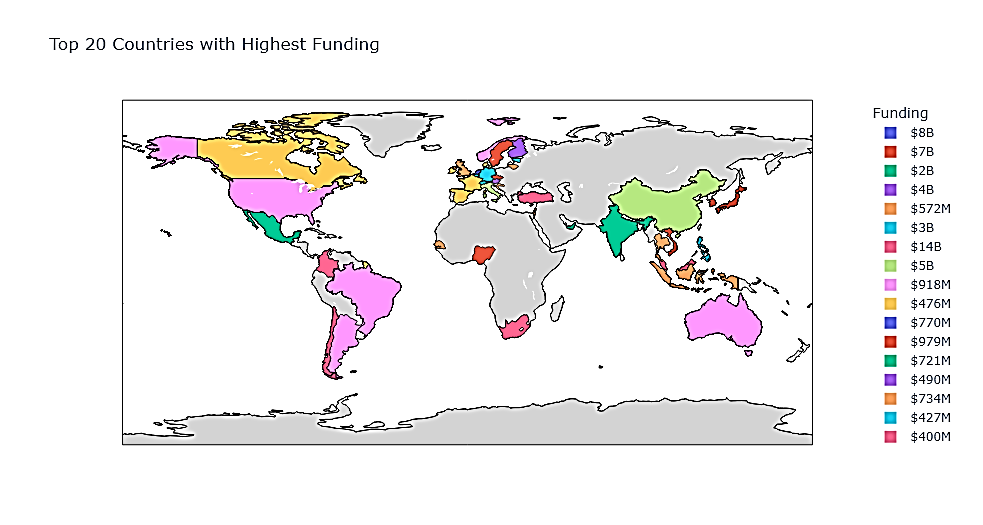 Top 20 Countries with Highest Funding
Funding
$8B
$7B
$2B
$4B
$572M
$3B
$14B
$5B
$918M
$476M
$770M
$979M
$721M
$490M
$734M
$427M
$400M